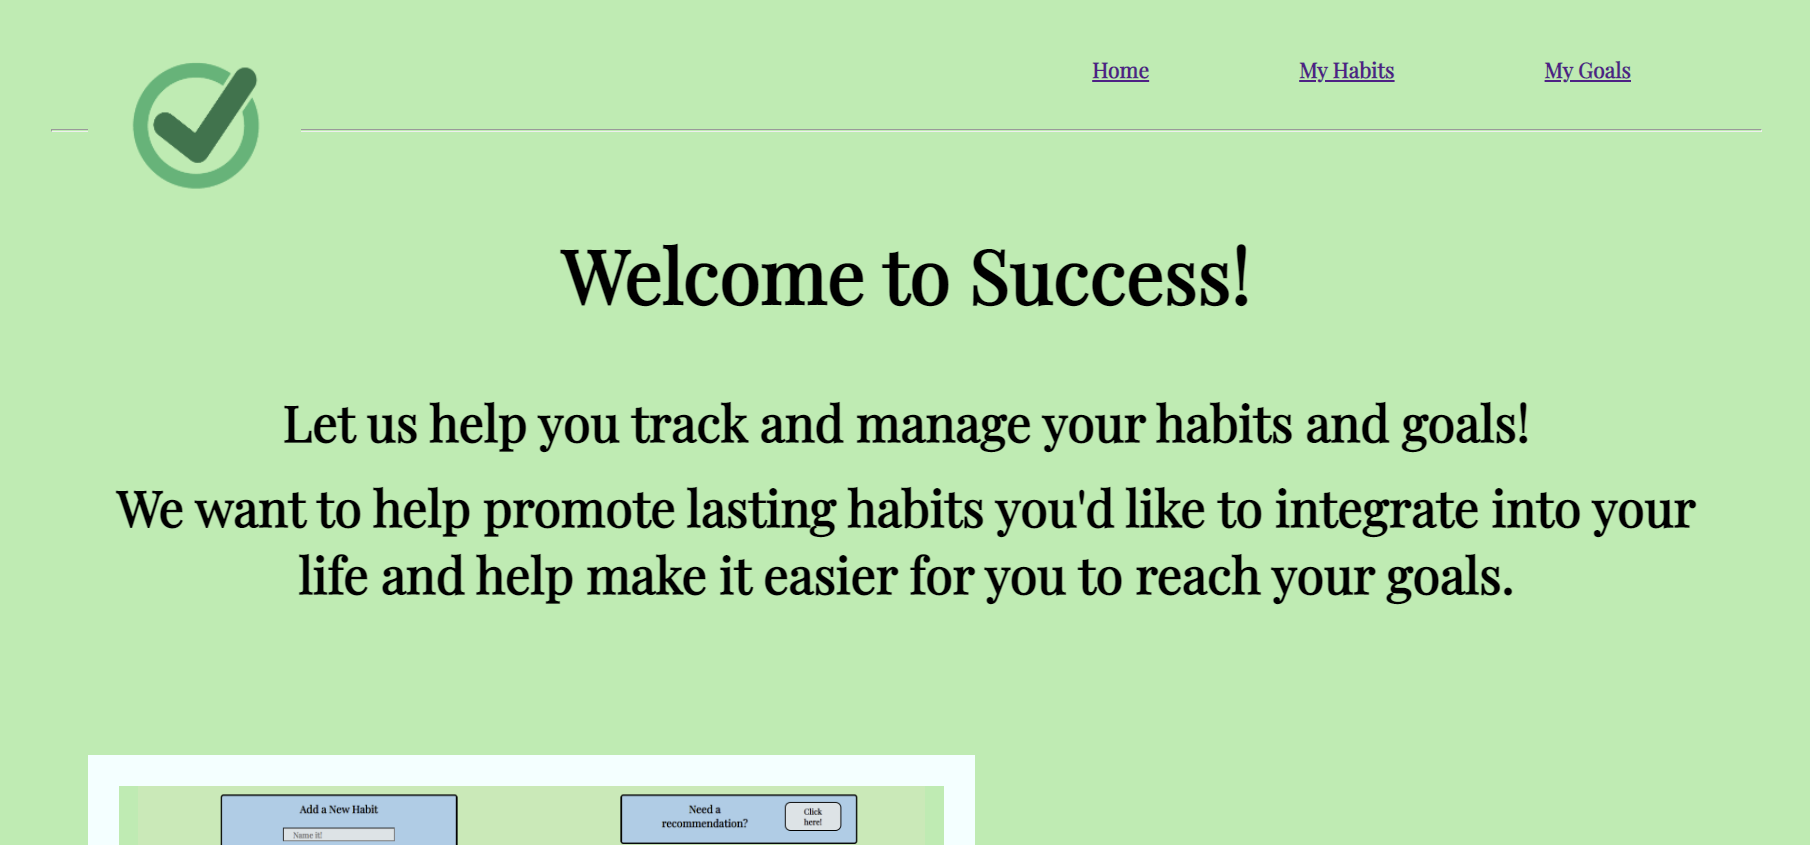 Home My Habits My Goals
Welcome to Success!
Let us help you track and manage your habits and goals!
We want to help promote lasting habits you'd like to integrate into your
life and help make it easier for you to reach your goals.
Add a New Habit
Name it!
Need a
recommendation?
Click
here!